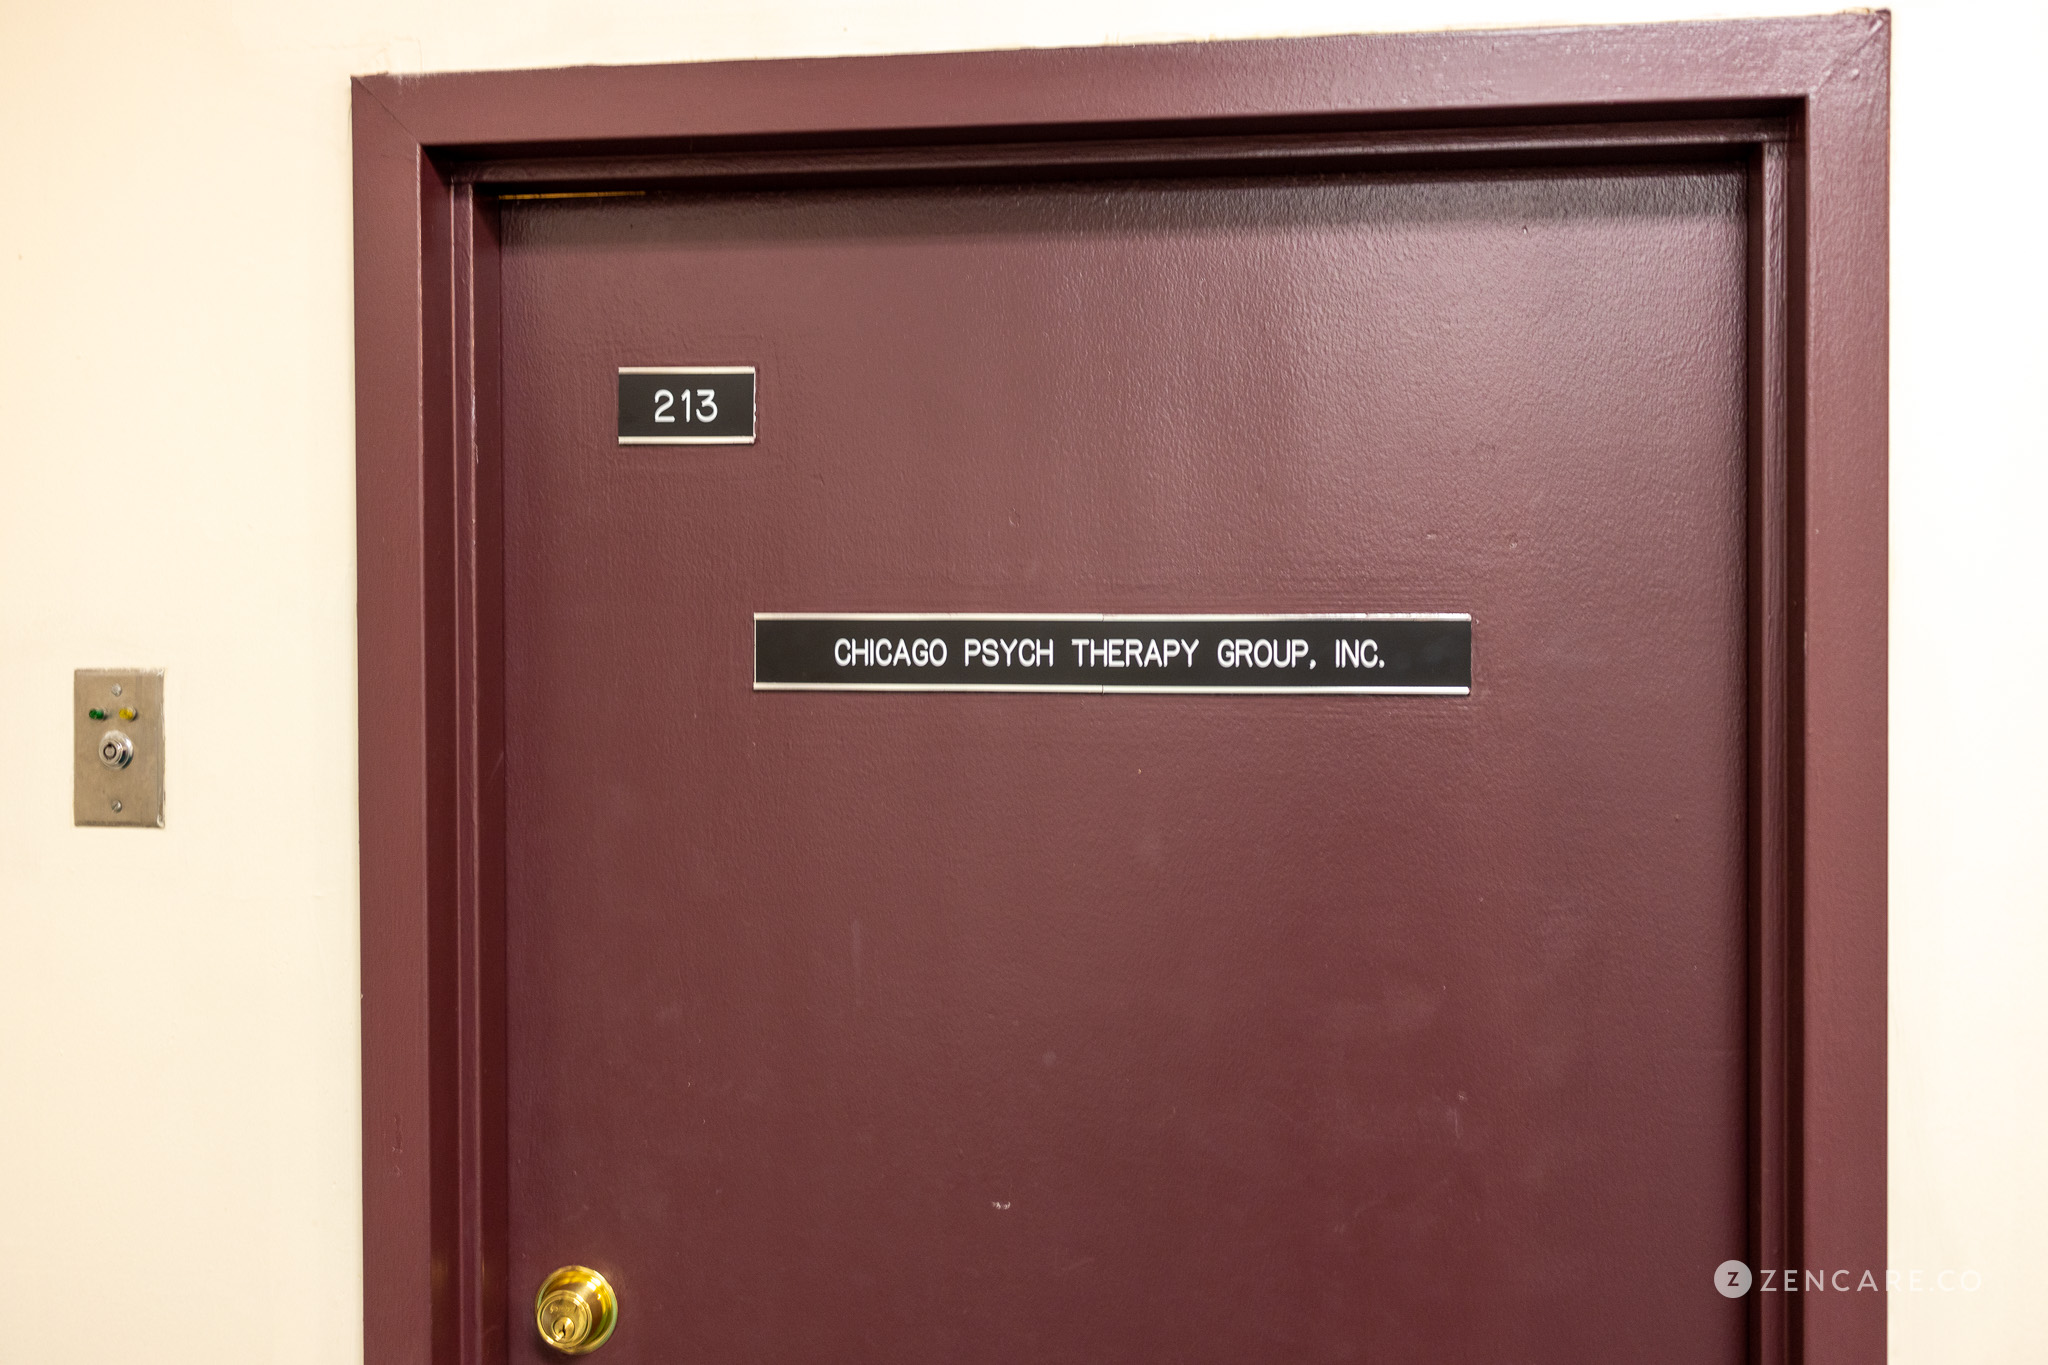 213
CHICAGO PSYCH THERAPY GROUP, INC.
Z ZENCARE.CO